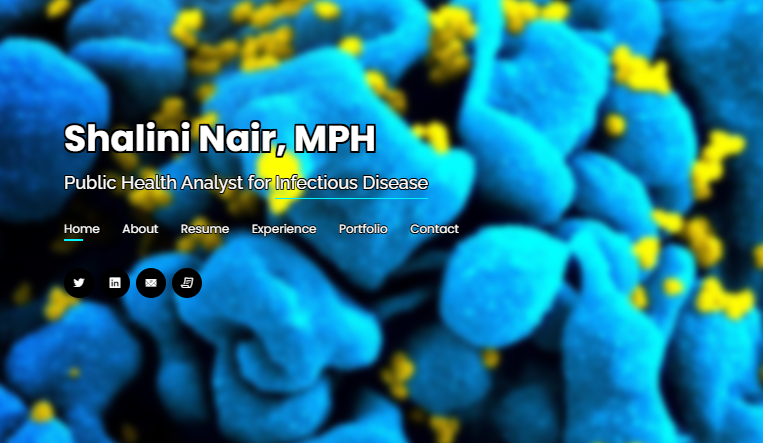 Shalini Nair, MPH
Public Health Analyst for Infectious Disease
Home About Resume Experience Portfolio Contact